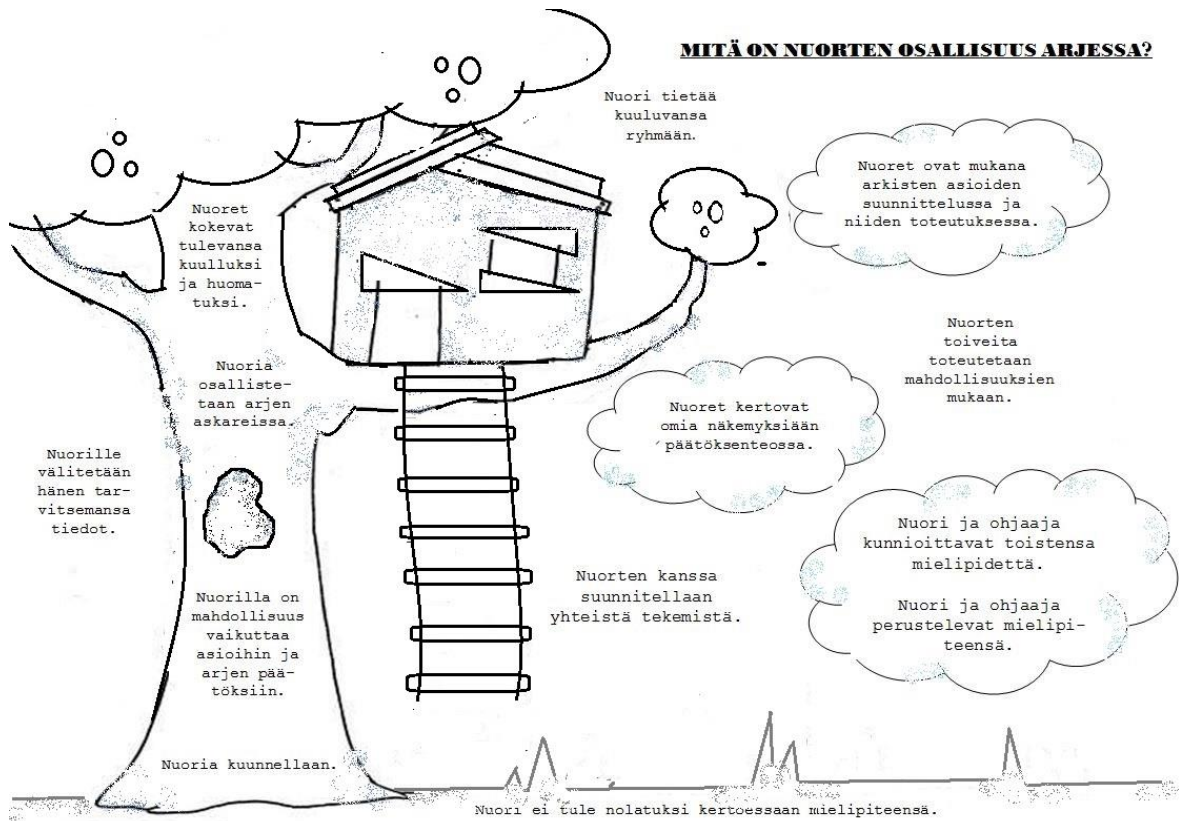 MITÄ ON NUORTEN OSALLISUUS ARJESSA?
Nuori tietää
kuuluvansa
ryhmään.
Nuoret ovat mukana
arkisten asioiden
suunnittelussa ja
niiden toteutuksessa.
Nuoret
kokevat
tulevansa
kuulluksi
ja huoma-
tuksi.
Nuorten
toiveita
toteutetaan
mahdollisuuksien
mukaan.
Nuoria
osalliste-
taan arjen
askareissa.
Nuoret kertovat
omia näkemyksiään
päätöksenteossa.
Nuorille
välitetään
hänen tar-
vitsemansa
tiedot.
Nuori ja ohjaaja
kunnioittavat toistensa
mielipidettä.
Nuori ja ohjaaja
perustelevat mielipi-
teensä.
Nuorten kanssa
suunnitellaan
yhteistä tekemistä.
Nuorilla on
mahdollisuus
vaikuttaa
asioihin ja
arjen pää-
töksiin.
Nuoria kuunnellaan.
Nuori ei tule nolatuksi kertoessaan mielipiteensä.